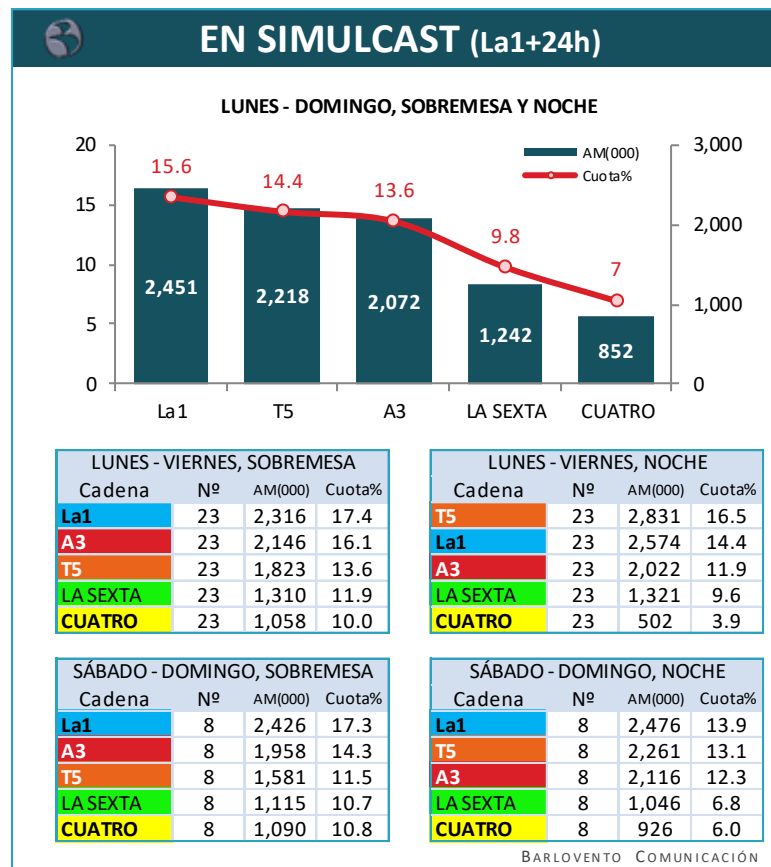 EN SIMULCAST (La1+24h)
LUNES - DOMINGO, SOBREMESA Y NOCHE
20 3,000
15 2,000
10 1,000
5
0 0
AM(000)
Cuota%
15.6 14.4 13.6 9.8 7
2,451 2,218 2,072 1,242 852
La1 T5 A3 LA SEXTA CUATRO
LUNES - VIERNES, SOBREMESA
Cadena Nº AM(000) Cuota%
La1 23 2,316 17.4
A3 23 2,146 16.1
T5 23 1,823 13.6
LA SEXTA 23 1,310 11.9
CUATRO 23 1,058 10.0
LUNES - VIERNES, NOCHE
Cadena Nº AM(000) Cuota%
T5 23 2,831 16.5
La1 23 2,574 14.4
A3 23 2,022 11.9
LA SEXTA 23 1,321 9.6
CUATRO 23 502 3.9
SÁBADO - DOMINGO, SOBREMESA
Cadena Nº AM(000) Cuota%
La1 8 2,426 17.3
A3 8 1,958 14.3
T5 8 1,581 11.5
LA SEXTA 8 1,115 10.7
CUATRO 8 1,090 10.8
SÁBADO - DOMINGO, NOCHE
Cadena Nº AM(000) Cuota%
La1 8 2,476 13.9
T5 8 2,261 13.1
A3 8 2,116 12.3
LA SEXTA 8 1,046 6.8
CUATRO 8 926 6.0
BARLOVENTO COMUNICACIÓN